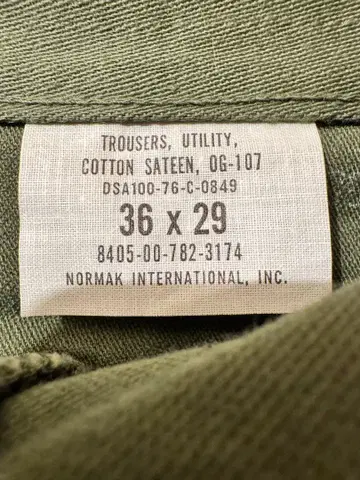 TROUSERS, UTILITY,
COTTON SATEEN, OG-107
DSA100-76-C-0849
36 x 29
8405-00-782-3174
NORMAK INTERNATIONAL, INC.